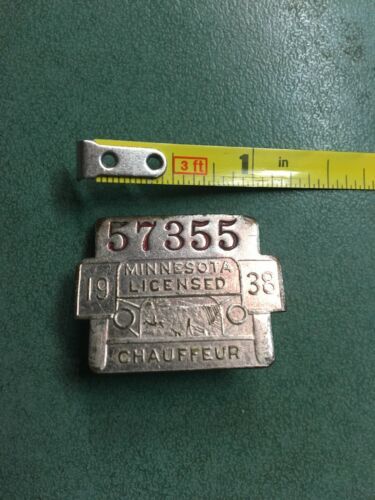 3 ft 1 in
57355
MINNESOTA
19 LICENSED 38
CHAUFFEUR